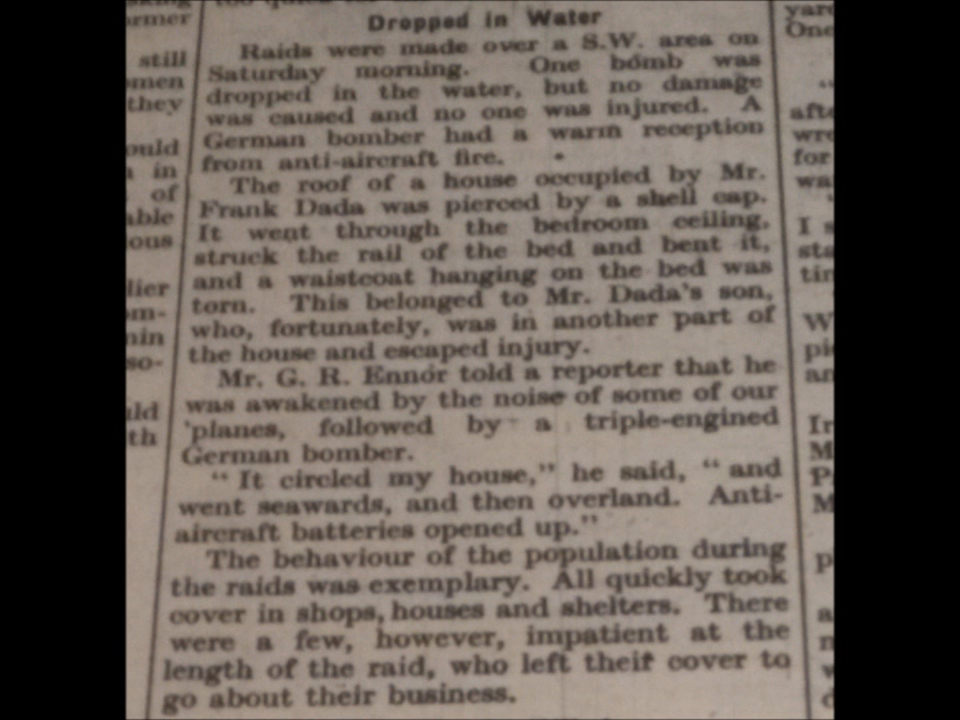 Dropped in Water
Raids were made over a S.W. area on
Saturday morning. One bomb was
dropped in the water, but no damage
was caused and no one was injured. A
German bomber had a warm reception
from anti-aircraft fire.
The roof of a house occupied by Mr.
Frank Dada was pierced by a shell cap.
It went through the bedroom ceiling,
struck the rail of the bed and bent it,
and a waistcoat hanging on the bed was
torn. This belonged to Mr. Dada's son,
who, fortunately, was in another part of
the house and escaped injury.
Mr. G. R. Ennor told a reporter that he
was awakened by the noise of some of our
'planes, followed by a triple-engined
German bomber.
"It circled my house," he said, "and
went seawards, and then overland. Anti-
aircraft batteries opened up."
The behaviour of the population during
the raids was exemplary. All quickly took
cover in shops, houses and shelters. There
were a few, however, impatient at the
length of the raid, who left their cover to
go about their business.